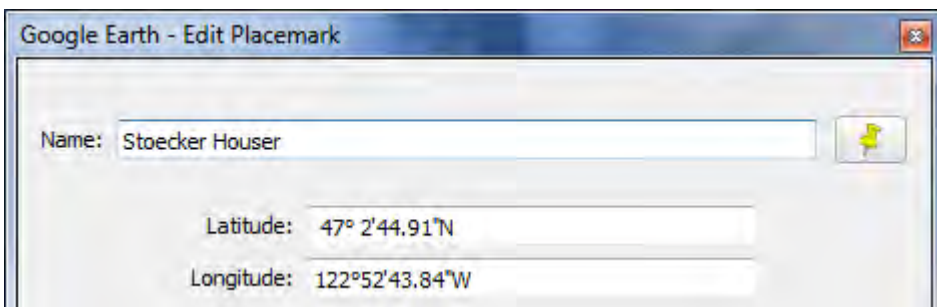 Google Earth - Edit Placemark
Name: Stoecker Houser
Latitude: 47° 2'44.91"N
Longitude: 122°52'43.84"W